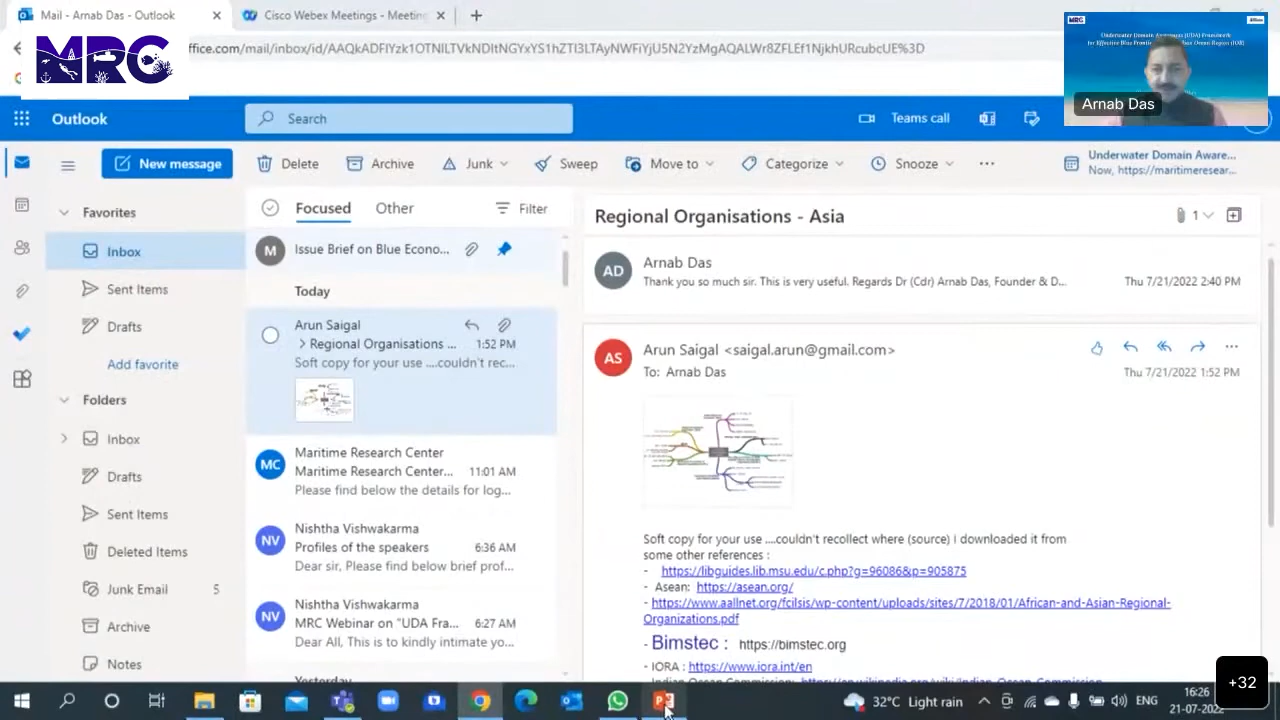 Mail - Arnab Das - Outlook
Cisco Webex Meetings - Meetin
MRC
Arnab Das
Outlook
Search
Teams call
New message
Delete
Archive
Junk
Sweep
Move to
Categorize
Snooze
Underwater Domain Aware...
Now, https://maritimeresear...
Favorites
Inbox
Sent Items
Drafts
Add favorite
Folders
Inbox
Drafts
Sent Items
Deleted Items
Junk Email 5
Archive
Notes
Focused
Other
Filter
M
Issue Brief on Blue Econo...
Today
Arun Saigal
Regional Organisations ... 1:52 PM
Soft copy for your use ....couldn't rec...
MC
Maritime Research Center
Maritime Research Center... 11:01 AM
Please find below the details for log...
NV
Nishtha Vishwakarma
Profiles of the speakers 6:36 AM
Dear sir, Please find below brief prof...
NV
Nishtha Vishwakarma
MRC Webinar on "UDA Fra... 6:27 AM
Dear All, This is to kindly intimate yo...
Regional Organisations - Asia
1
AD
Arnab Das
Thank you so much sir. This is very useful. Regards Dr (Cdr) Arnab Das, Founder & D...
Thu 7/21/2022 2:40 PM
AS
Arun Saigal <saigal.arun@gmail.com>
To: Arnab Das
Thu 7/21/2022 1:52 PM
Soft copy for your use ....couldn't recollect where (source) i downloaded it from
some other references :
- https://libguides.lib.msu.edu/c.php?g=96086&p=905875
- Asean: https://asean.org/
- https://www.aallnet.org/fcilsis/wp-content/uploads/sites/7/2018/01/African-and-Asian-Regional-
Organizations.pdf
- Bimstec : https://bimstec.org
- IORA : https://www.iora.int/en
+32
32°C Light rain
ENG
16:26
21-07-2022